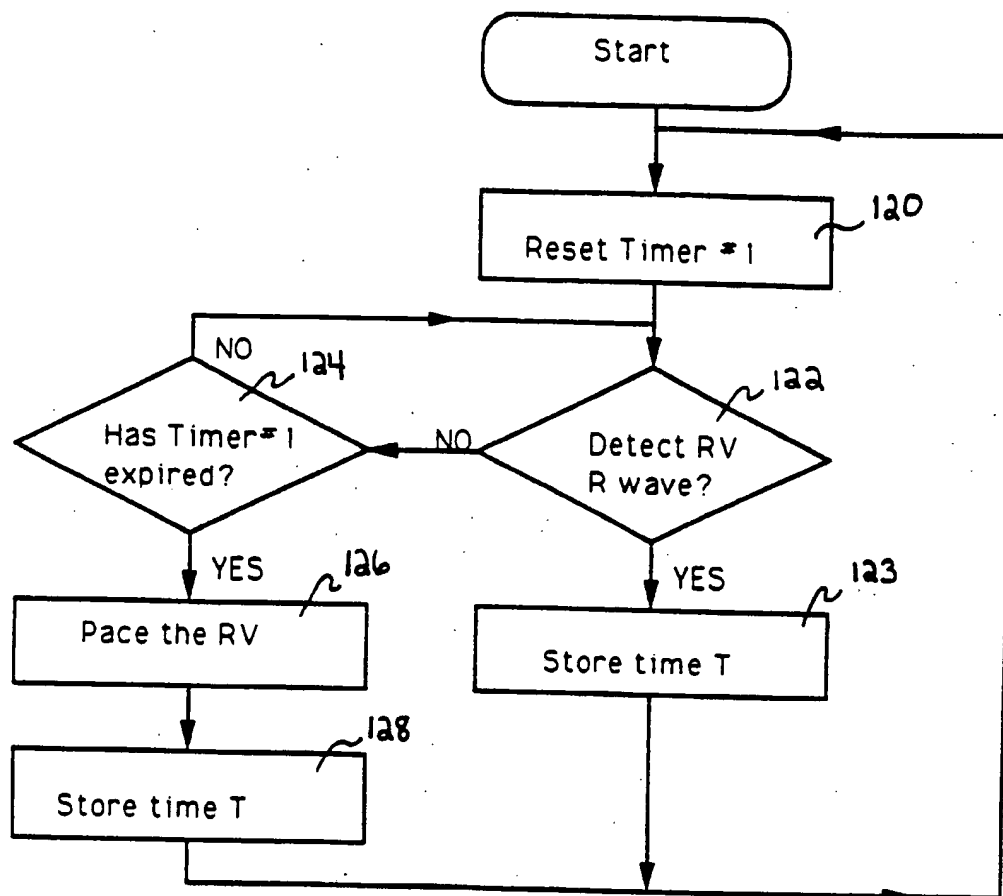 Start
120
Reset Timer #1
NO
124
122
Has Timer #1
expired?
NO
Detect RV
R wave?
YES
126
YES
123
Pace the RV
Store time T
128
Store time T